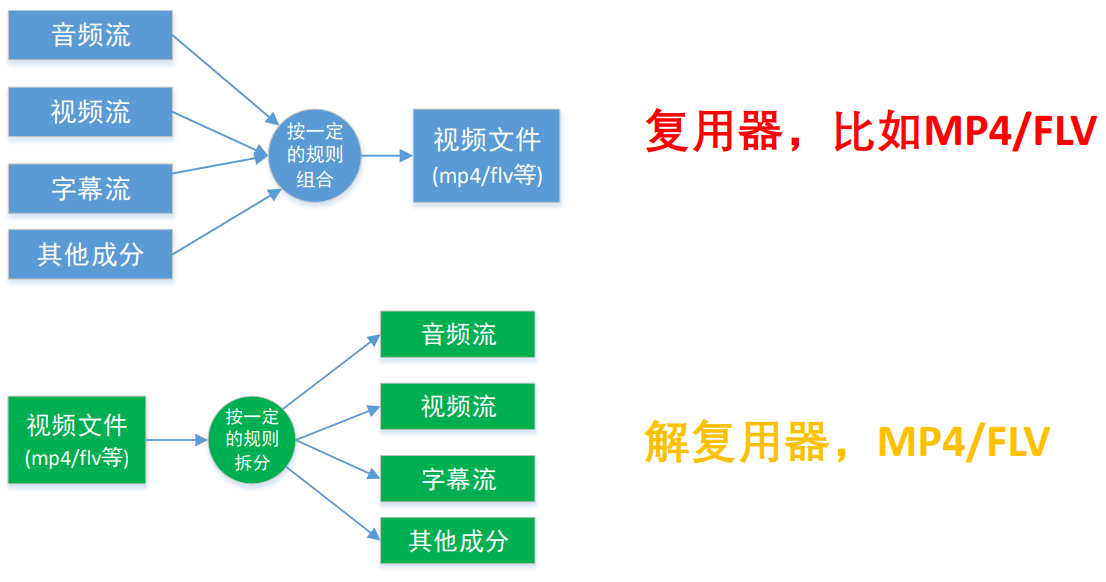 音频流
视频流
字幕流
其他成分
按一定
的规则
组合
视频文件
(mp4/flv等)
复用器，比如MP4/FLV
视频文件
(mp4/flv等)
按一定
的规则
拆分
音频流
视频流
字幕流
其他成分
解复用器，MP4/FLV